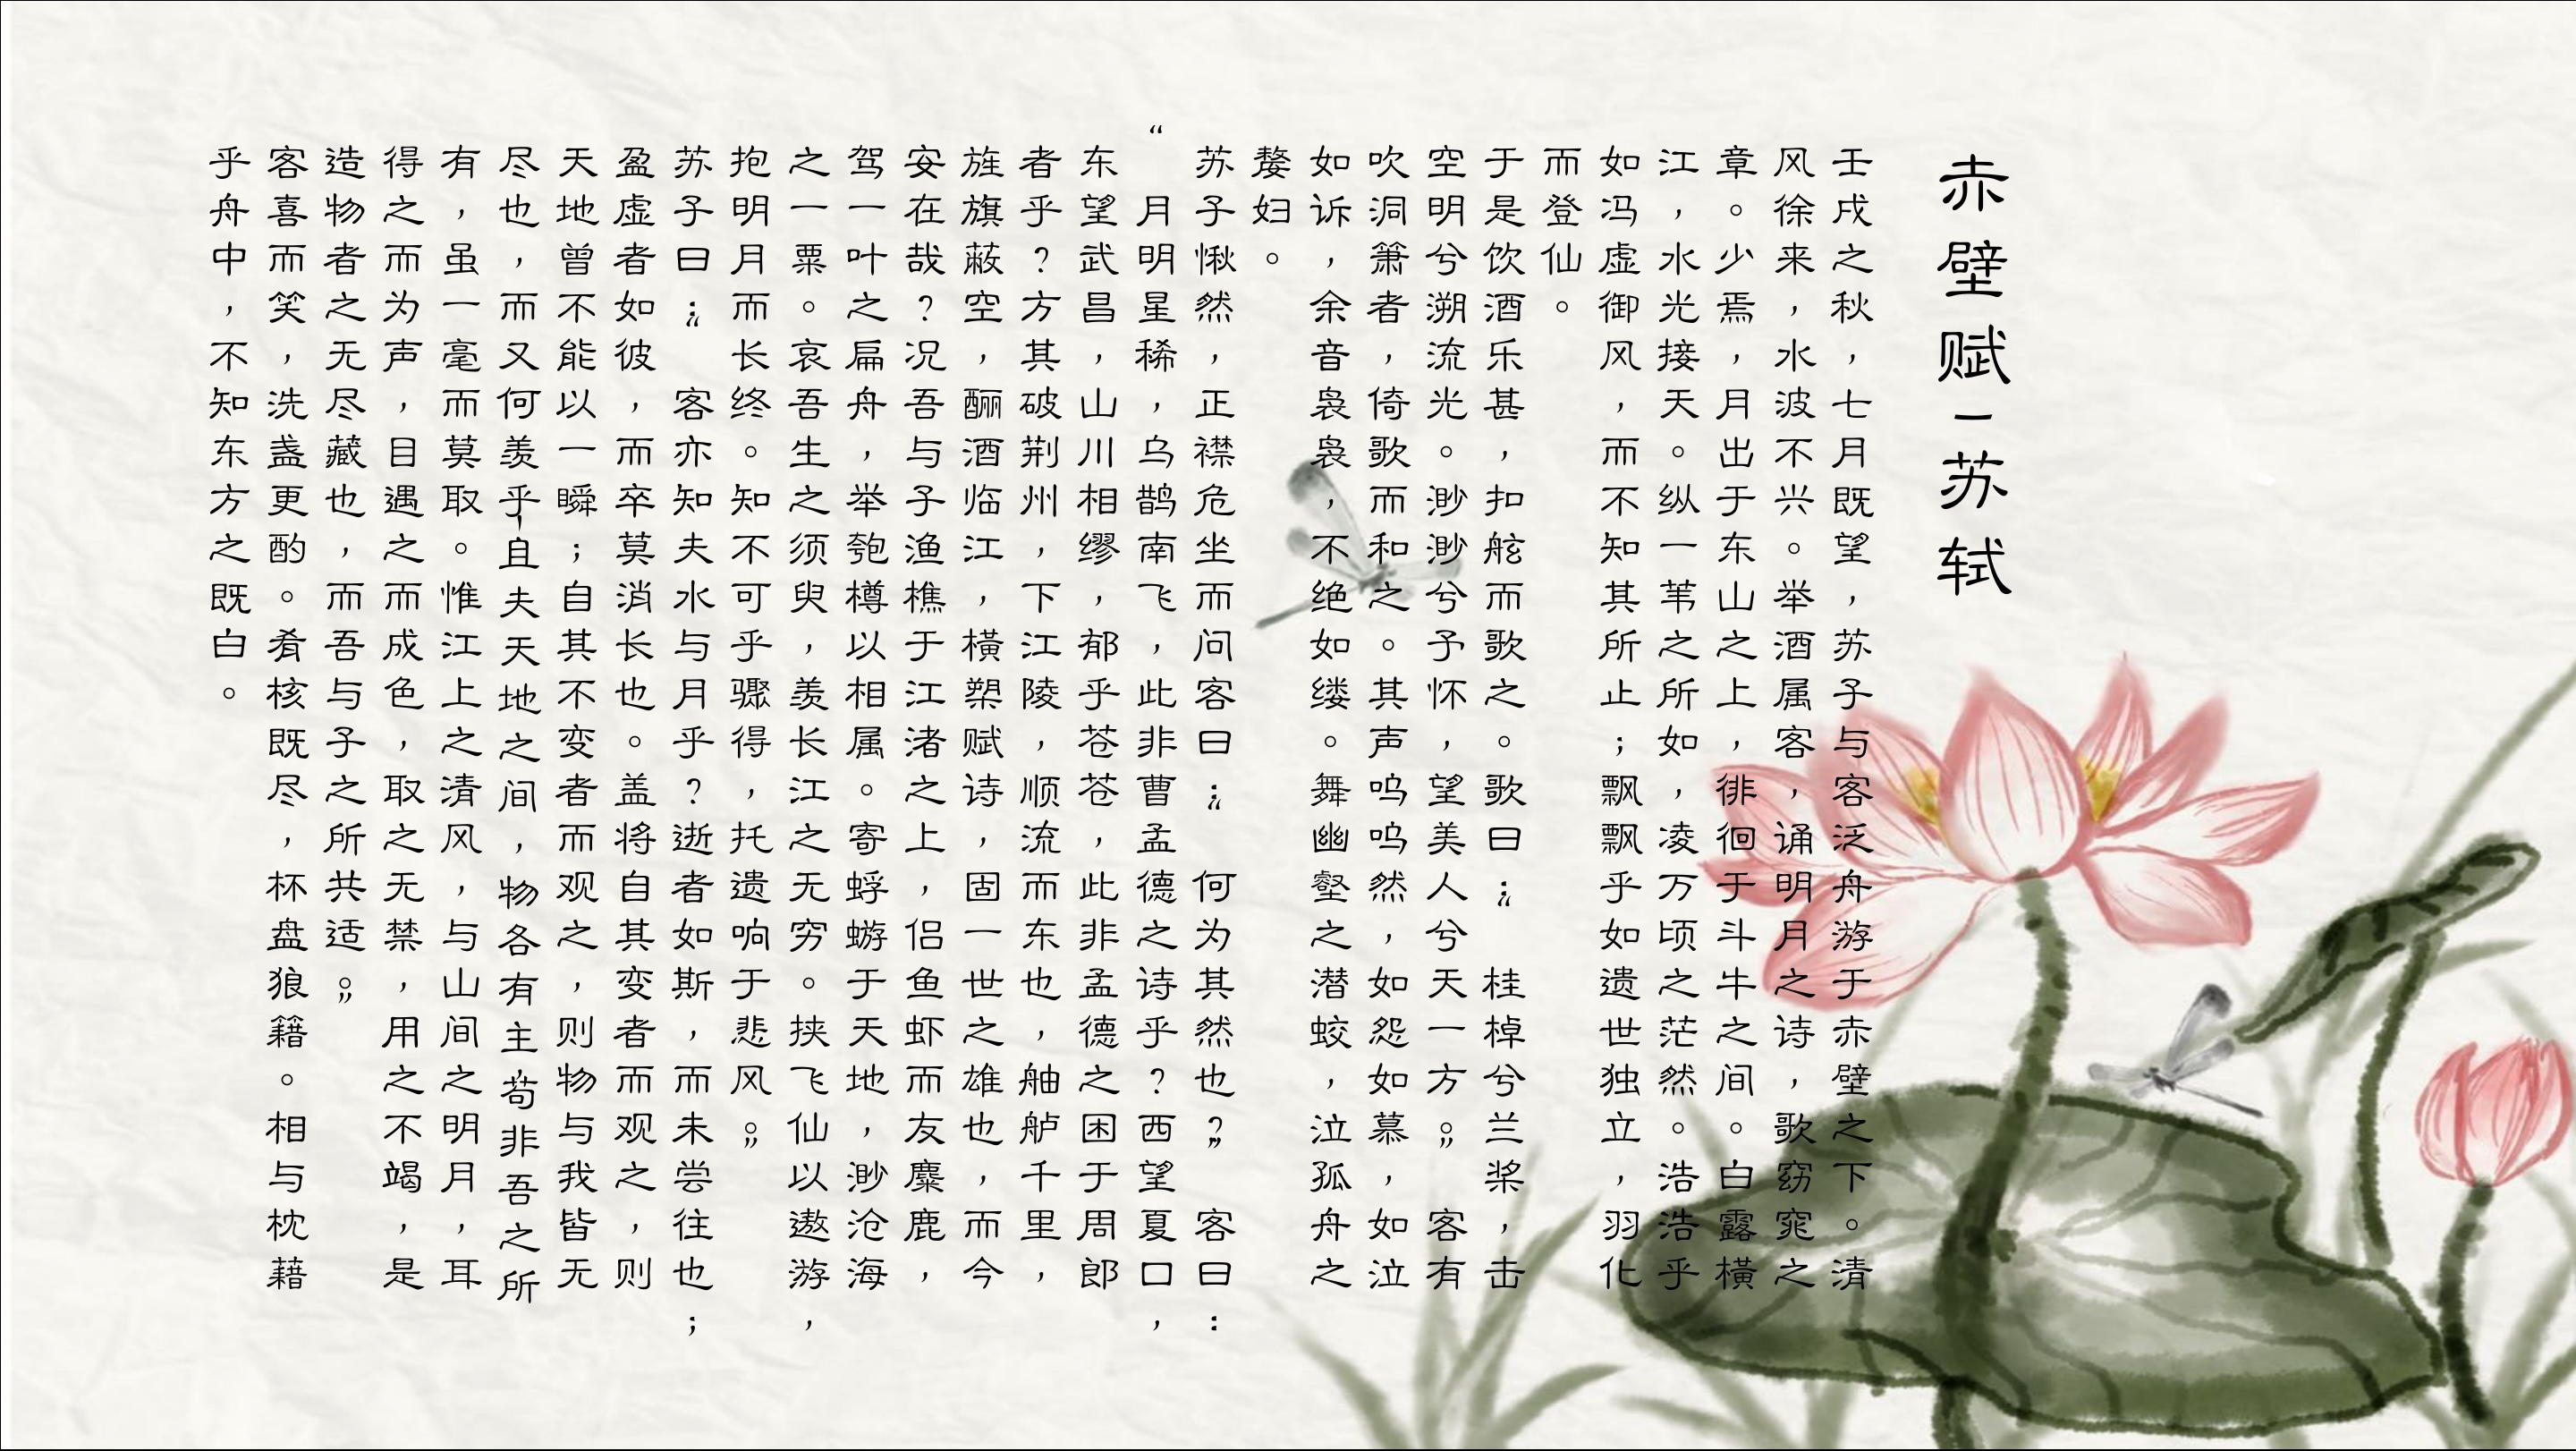 赤壁赋－苏轼
壬戌之秋，七月既望，苏子与客泛舟游于赤壁之下。清
风徐来，水波不兴。举酒属客，诵明月之诗，歌窈窕之
章。少焉，月出于东山之上，徘徊于斗牛之间。白露横
江，水光接天。纵一苇之所如，凌万顷之茫然。浩浩乎
如冯虚御风，而不知其所止；飘飘乎如遗世独立，羽化
而登仙。
于是饮酒乐甚，扣舷而歌之。歌曰：“桂棹兮兰桨，击
空明兮溯流光。渺渺兮予怀，望美人兮天一方。”客有
吹洞箫者，倚歌而和之。其声呜呜然，如怨如慕，如泣
如诉，余音袅袅，不绝如缕。舞幽壑之潜蛟，泣孤舟之
嫠妇。
苏子愀然，正襟危坐而问客曰：“何为其然也？”客曰：
“月明星稀，乌鹊南飞，此非曹孟德之诗乎？西望夏口，
东望武昌，山川相缪，郁乎苍苍，此非孟德之困于周郎
者乎？方其破荆州，下江陵，顺流而东也，舳舻千里，
旌旗蔽空，酾酒临江，横槊赋诗，固一世之雄也，而今
安在哉？况吾与子渔樵于江渚之上，侣鱼虾而友麋鹿，
驾一叶之扁舟，举匏樽以相属。寄蜉蝣于天地，渺沧海
之一粟。哀吾生之须臾，羡长江之无穷。挟飞仙以遨游，
抱明月而长终。知不可乎骤得，托遗响于悲风。”
苏子曰：“客亦知夫水与月乎？逝者如斯，而未尝往也；
盈虚者如彼，而卒莫消长也。盖将自其变者而观之，则
天地曾不能以一瞬；自其不变者而观之，则物与我皆无
尽也，而又何羡乎！且夫天地之间，物各有主，苟非吾之所
有，虽一毫而莫取。惟江上之清风，与山间之明月，耳
得之而为声，目遇之而成色，取之无禁，用之不竭，是
造物者之无尽藏也，而吾与子之所共适。”
客喜而笑，洗盏更酌。肴核既尽，杯盘狼籍。相与枕藉
乎舟中，不知东方之既白。